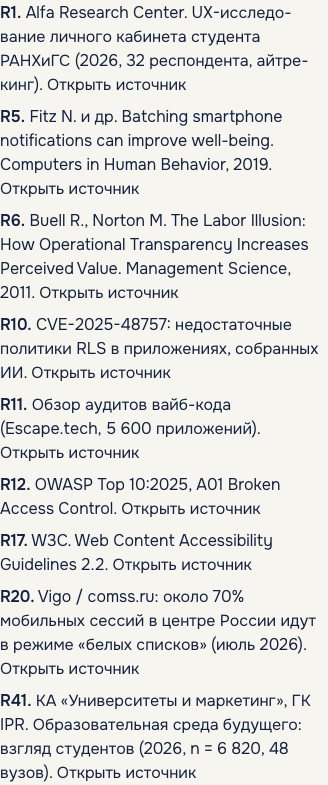 R1. Alfa Research Center. UX-исследо-
вание личного кабинета студента
РАНХиГС (2026, 32 респондента, айтре-
кинг). Открыть источник
R5. Fitz N. и др. Batching smartphone
notifications can improve well-being.
Computers in Human Behavior, 2019.
Открыть источник
R6. Buell R., Norton M. The Labor Illusion:
How Operational Transparency Increases
Perceived Value. Management Science,
2011. Открыть источник
R10. CVE-2025-48757: недостаточные
политики RLS в приложениях, собранных
ИИ. Открыть источник
R11. Обзор аудитов вайб-кода
(Escape.tech, 5 600 приложений).
Открыть источник
R12. OWASP Top 10:2025, A01 Broken
Access Control. Открыть источник
R17. W3C. Web Content Accessibility
Guidelines 2.2. Открыть источник
R20. Vigo / comss.ru: около 70%
мобильных сессий в центре России идут
в режиме «белых списков» (июль 2026).
Открыть источник
R41. КА «Университеты и маркетинг», ГК
IPR. Образовательная среда будущего:
взгляд студентов (2026, n = 6 820, 48
вузов). Открыть источник